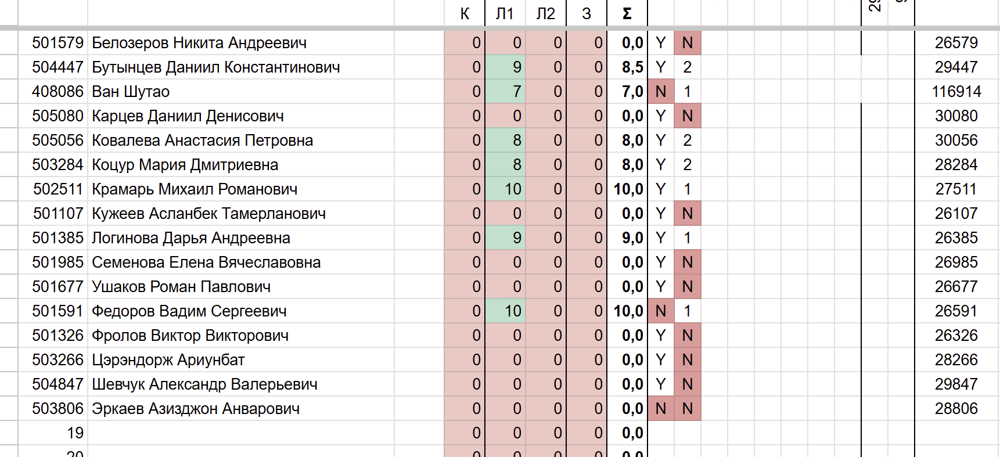 К Л1 Л2 З Σ 29
501579 Белозеров Никита Андреевич 0 0 0 0 0,0 Y N 26579
504447 Бутынцев Даниил Константинович 0 9 0 0 8,5 Y 2 29447
408086 Ван Шутао 0 7 0 0 7,0 N 1 116914
505080 Карцев Даниил Денисович 0 0 0 0 0,0 Y N 30080
505056 Ковалева Анастасия Петровна 0 8 0 0 8,0 Y 2 30056
503284 Коцур Мария Дмитриевна 0 8 0 0 8,0 Y 2 28284
502511 Крамарь Михаил Романович 0 10 0 0 10,0 Y 1 27511
501107 Кужеев Асланбек Тамерланович 0 0 0 0 0,0 Y N 26107
501385 Логинова Дарья Андреевна 0 9 0 0 9,0 Y 1 26385
501985 Семенова Елена Вячеславовна 0 0 0 0 0,0 Y N 26985
501677 Ушаков Роман Павлович 0 0 0 0 0,0 Y N 26677
501591 Федоров Вадим Сергеевич 0 10 0 0 10,0 N 1 26591
501326 Фролов Виктор Викторович 0 0 0 0 0,0 Y N 26326
503266 Цэрэндорж Ариунбат 0 0 0 0 0,0 Y N 28266
504847 Шевчук Александр Валерьевич 0 0 0 0 0,0 Y N 29847
503806 Эркаев Азизджон Анварович 0 0 0 0 0,0 N N 28806
19 0 0 0 0 0,0
20 0 0 0 0 0,0